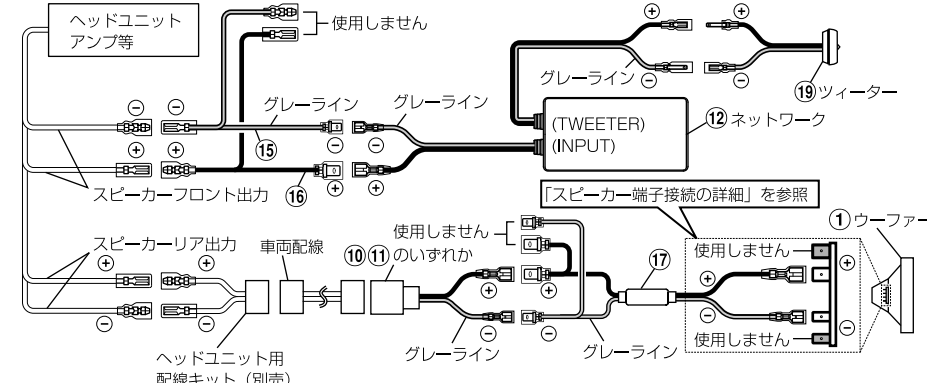 ヘッドユニット
アンプ等
使用しません
グレーライン
⑮
グレーライン
⑯
スピーカーフロント出力
グレーライン
⑲ツィーター
(TWEETER)
(INPUT)
⑫ネットワーク
「スピーカー端子接続の詳細」を参照
①ウーファー
スピーカーリア出力
車両配線
⑩⑪のいずれか
使用しません
⑰
使用しません
使用しません
グレーライン
グレーライン
ヘッドユニット用
配線キット（別売）
⊕
⊖
⊕
⊖
⊖
⊖
⊕
⊕
⊖
⊖
⊕
⊕
⊕
⊕
⊖
⊖
⊕
⊕
⊖
⊖
⊕
⊖
⊕
⊖